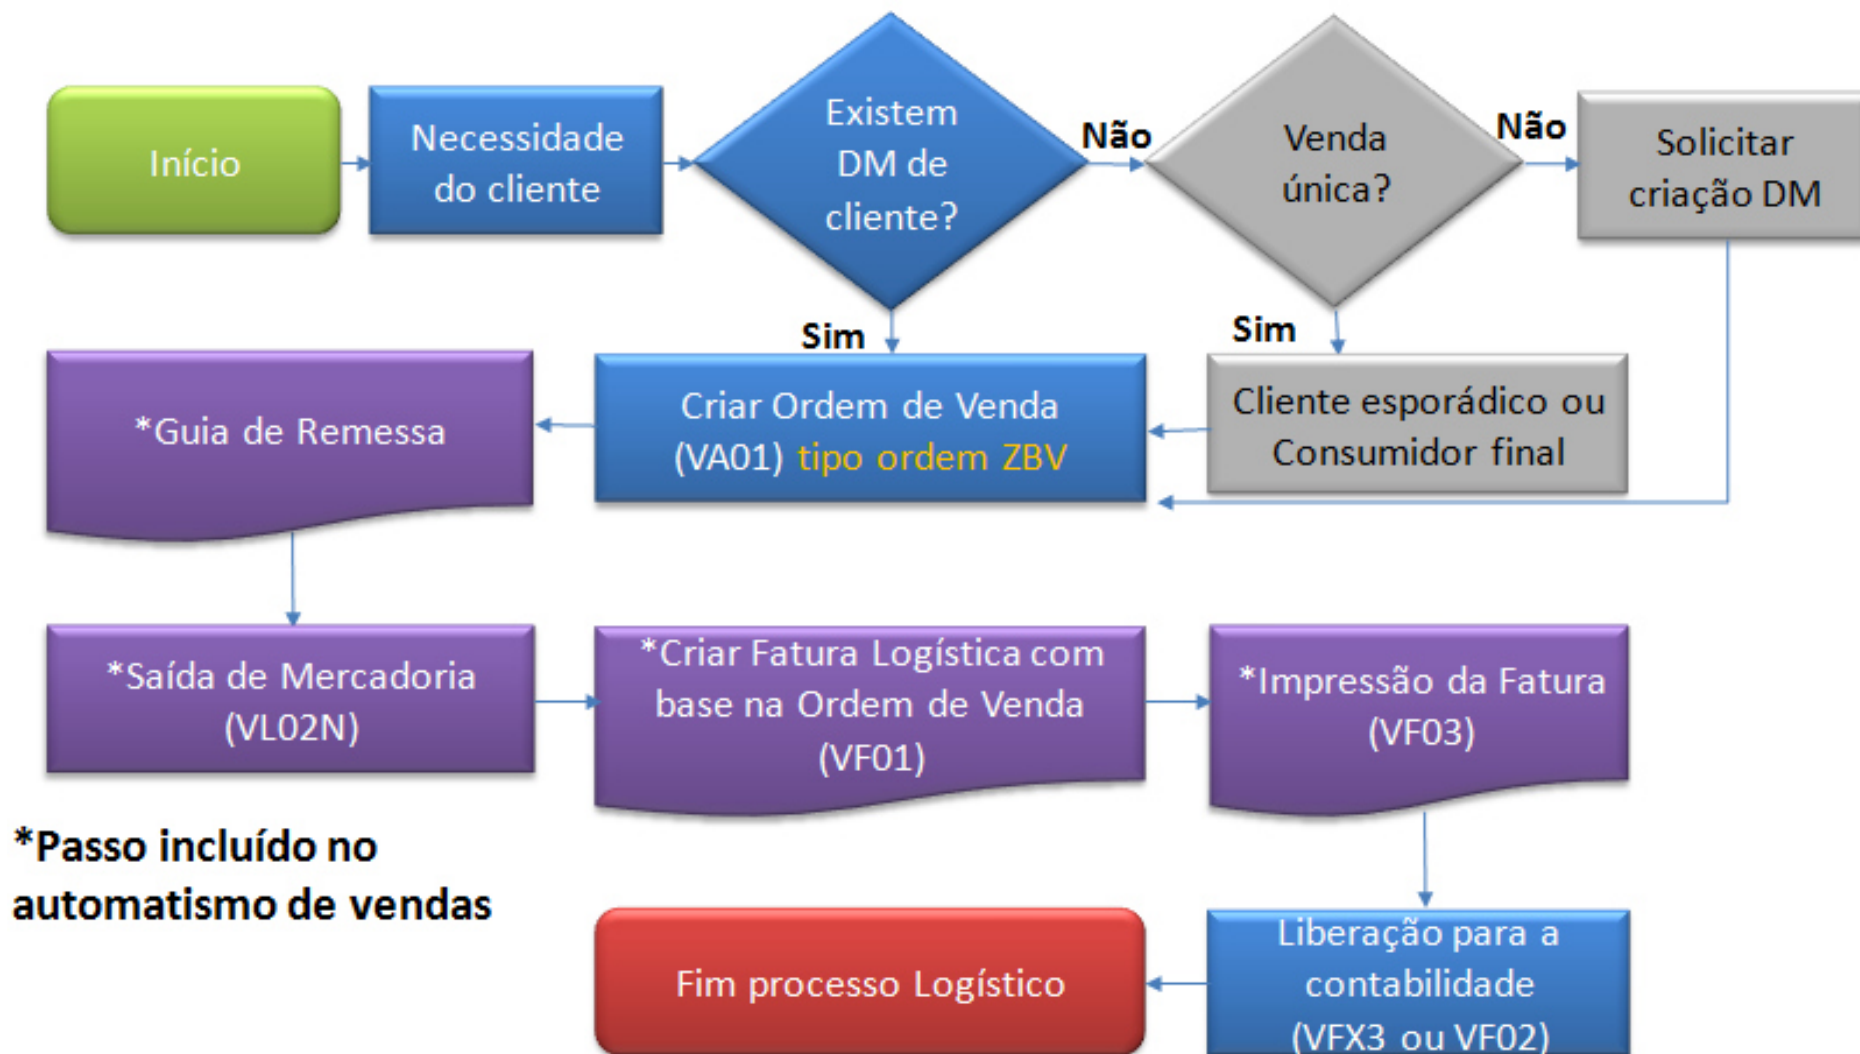 Início
Necessidade
do cliente
Existem
DM de
cliente?
Não
Venda
única?
Não
Solicitar
criação DM
Sim
Sim
*Guia de Remessa
Criar Ordem de Venda
(VA01) tipo ordem ZBV
Cliente esporádico ou
Consumidor final
*Saída de Mercadoria
(VL02N)
*Criar Fatura Logística com
base na Ordem de Venda
(VF01)
*Impressão da Fatura
(VF03)
*Passo incluído no
automatismo de vendas
Fim processo Logístico
Liberação para a
contabilidade
(VFX3 ou VF02)